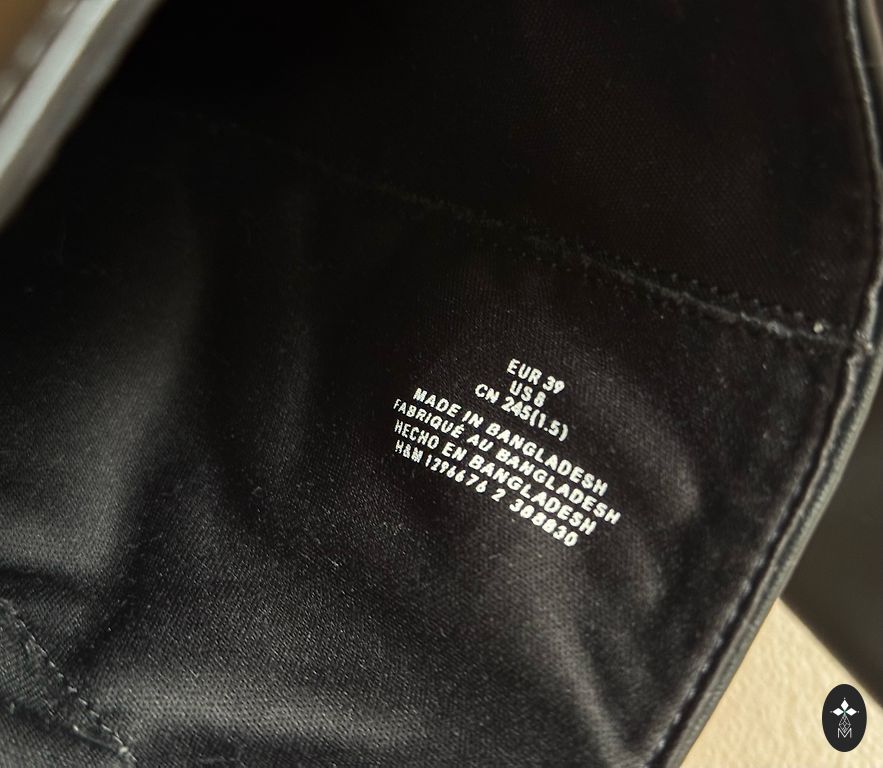 EUR 39
US 8
CN 245(1.5)
MADE IN BANGLADESH
FABRIQUÉ AU BANGLADESH
HECHO EN BANGLADESH
H&M 1296676 2 388830
M